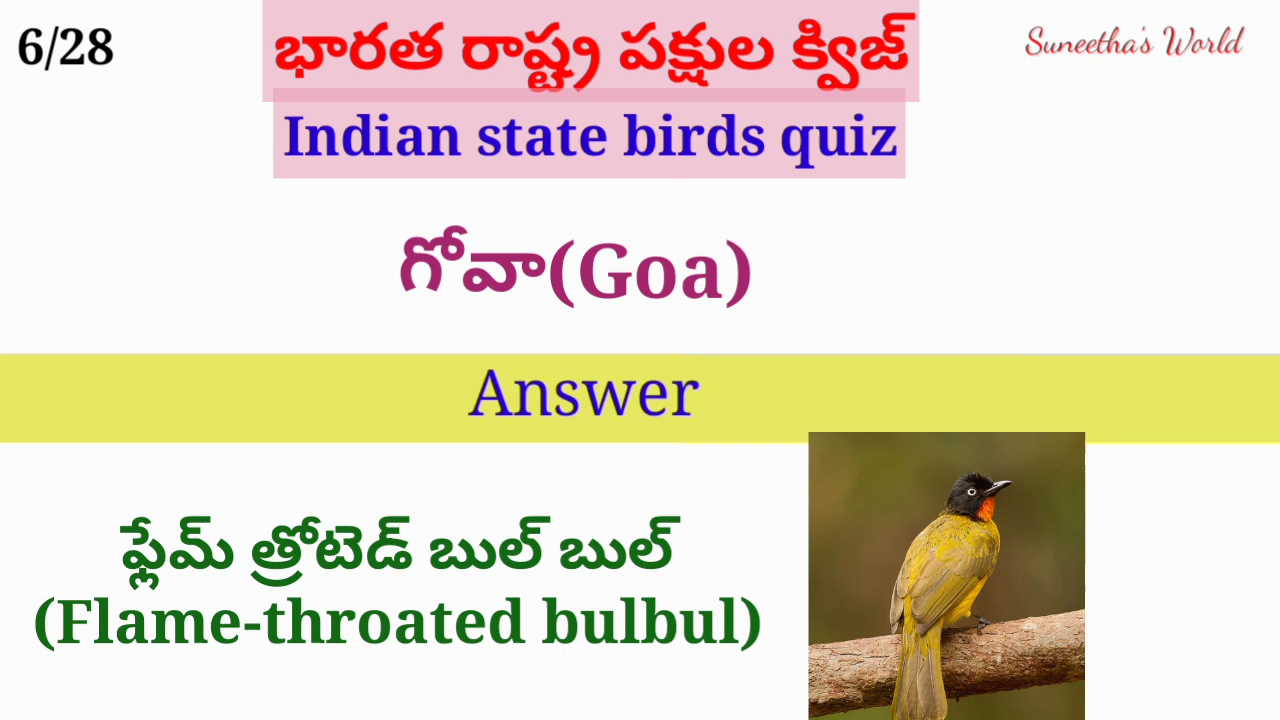 6/28
భారత రాష్ట్ర పక్షుల క్విజ్
Suneetha's World
Indian state birds quiz
గోవా(Goa)
Answer
ఫ్లేమ్ త్రోటెడ్ బుల్ బుల్
(Flame-throated bulbul)